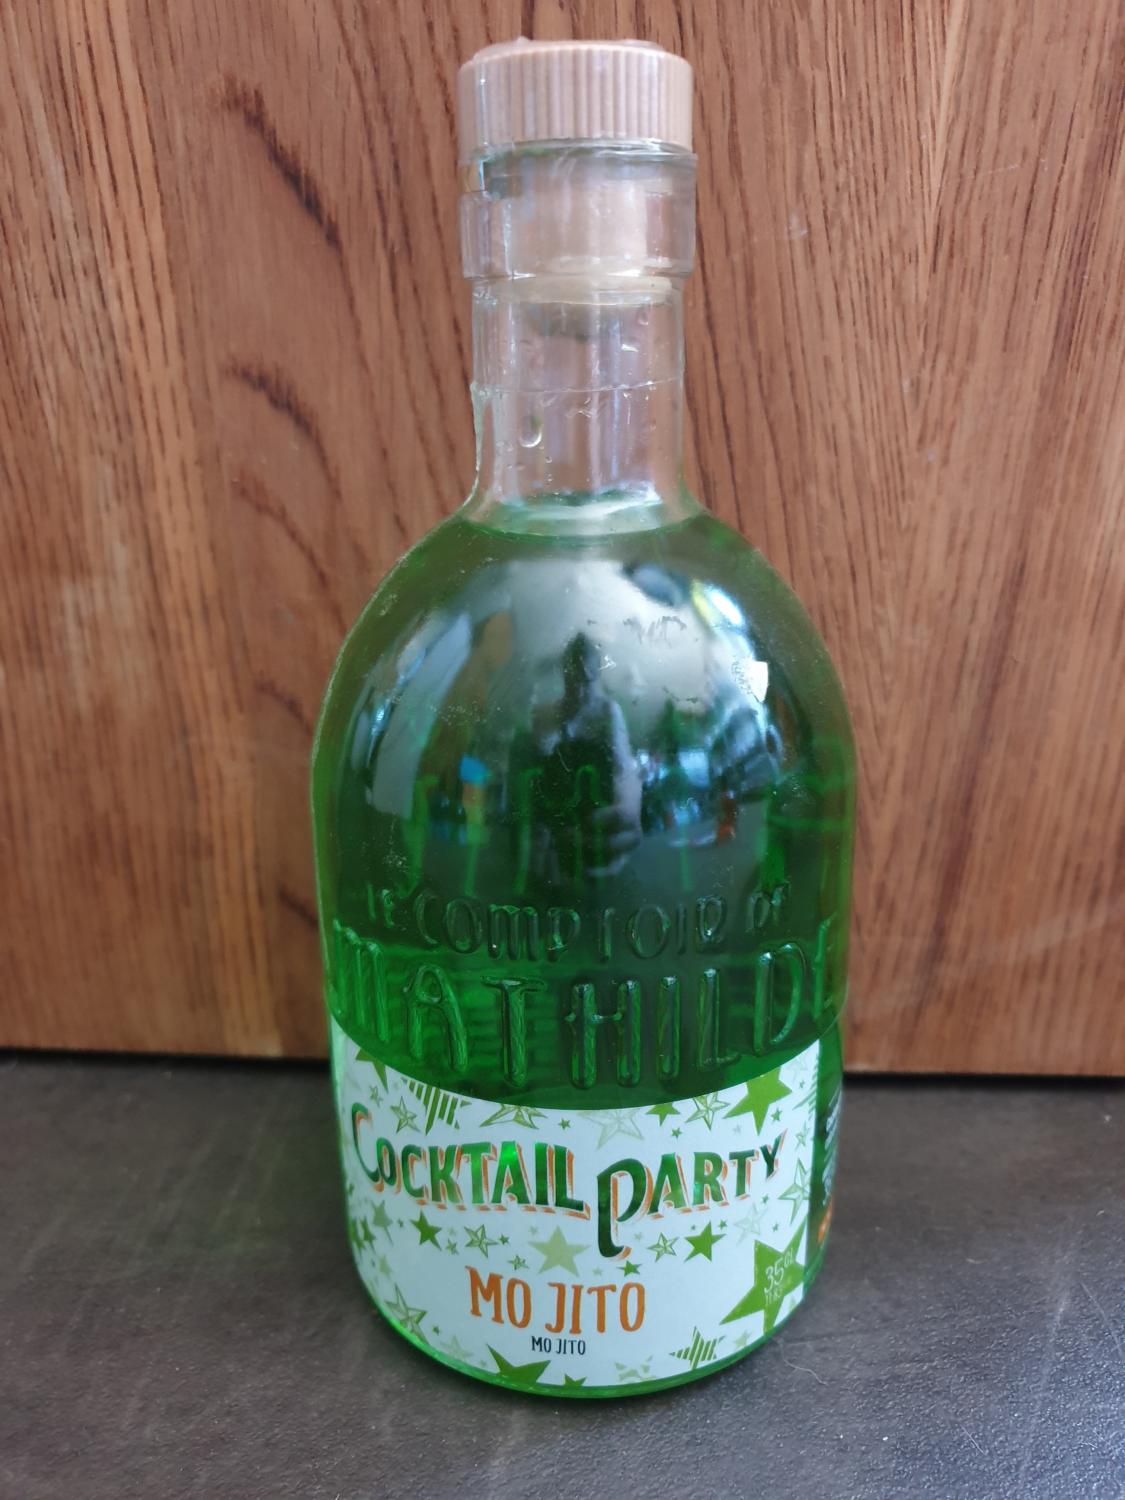 LE COMPTOIR DE
MATHILDE
COCKTAIL PARTY
35 cl
MOJITO
MOJITO